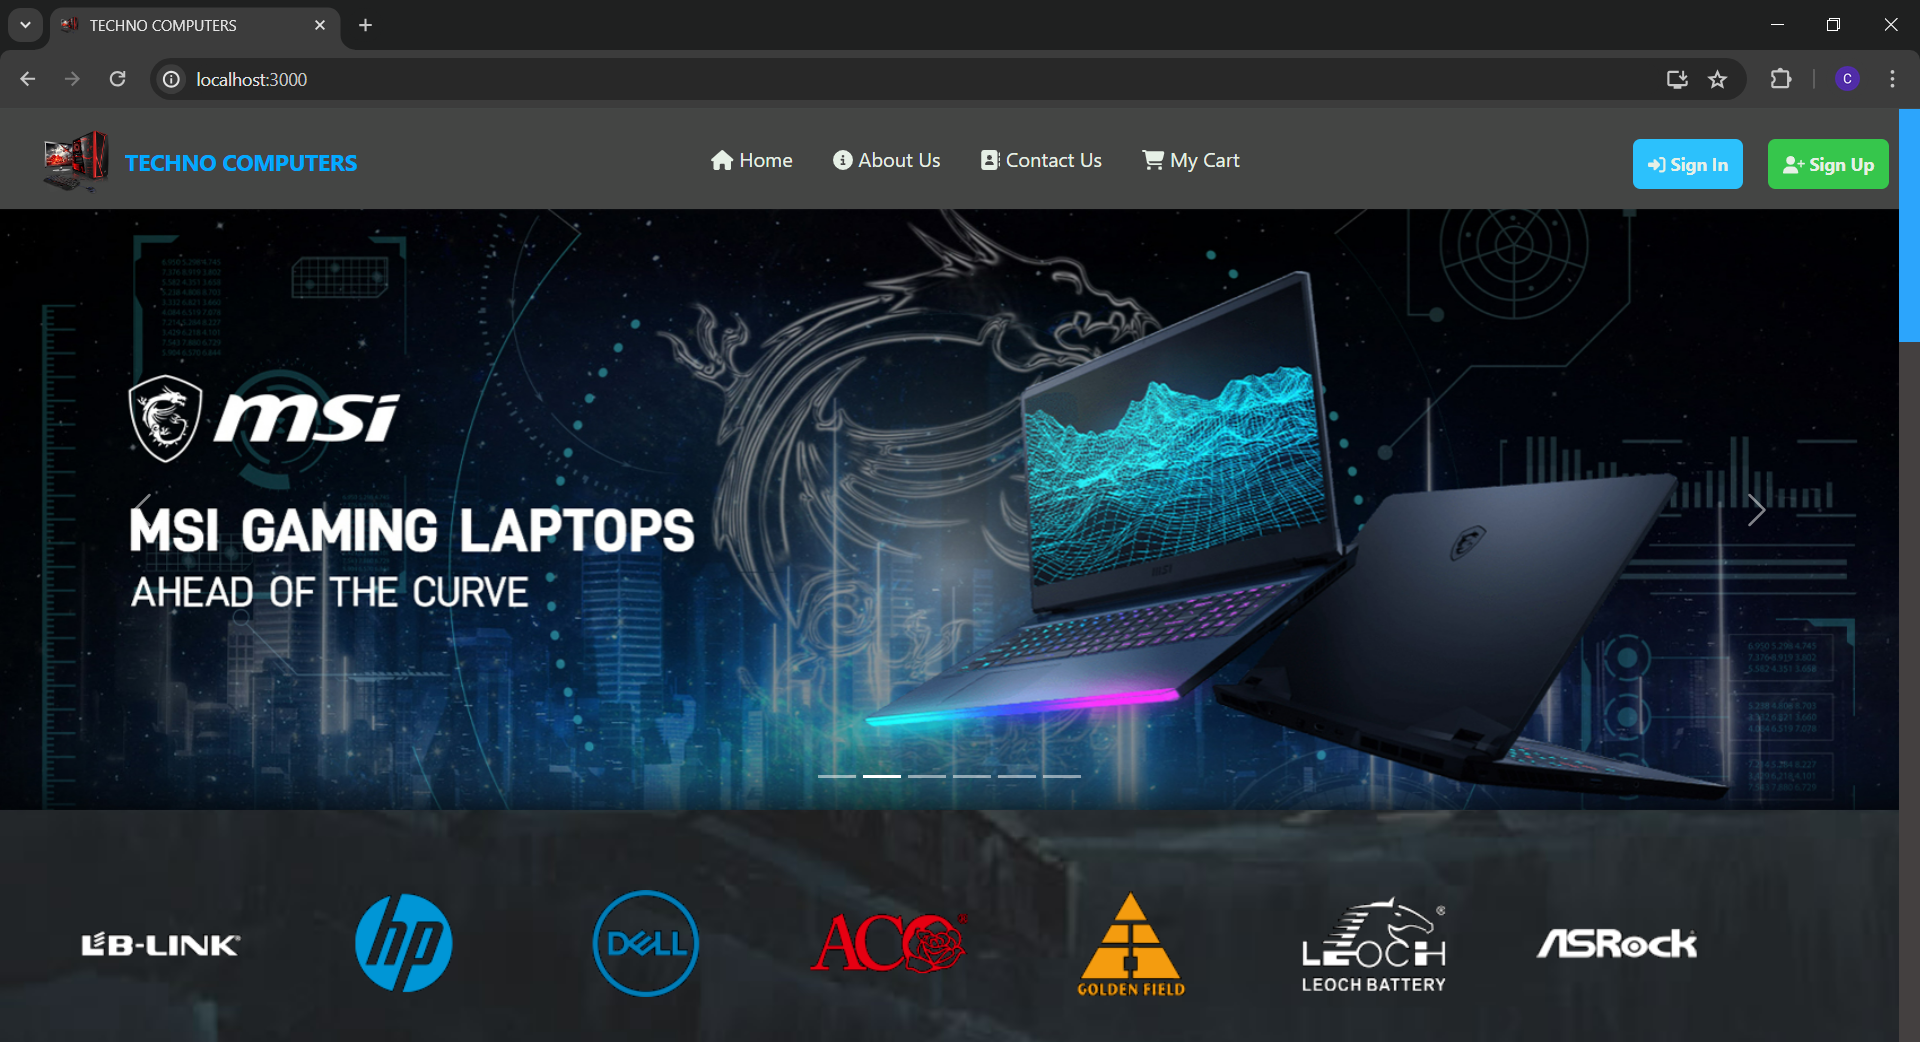 TECHNO COMPUTERS
localhost:3000
C
TECHNO COMPUTERS
Home
About Us
Contact Us
My Cart
Sign In
Sign Up
msi
MSI GAMING LAPTOPS
AHEAD OF THE CURVE
msi
LB-LINK
hp
DELL
ACO
GOLDEN FIELD
LEOCH
LEOCH BATTERY
ASRock